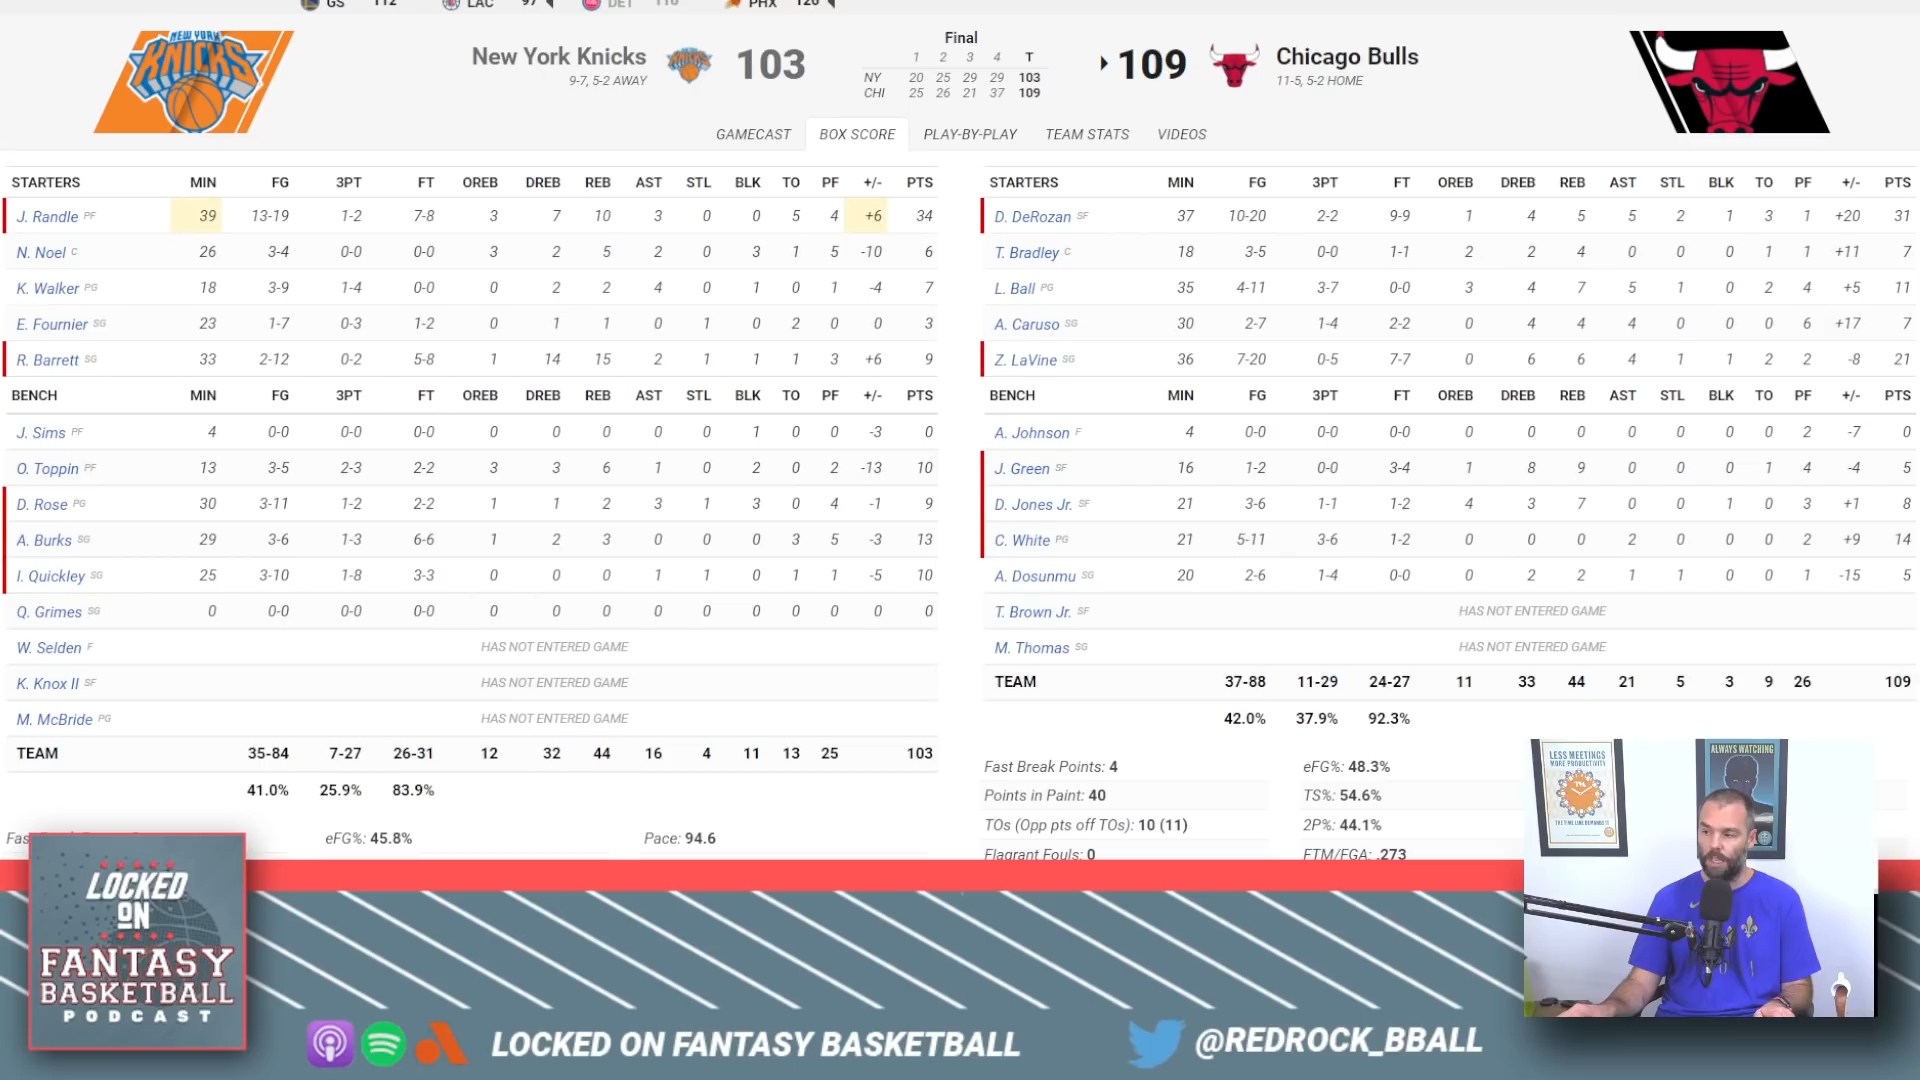 GS 112 LAC 97 DET 116 PHX 120
NEW YORK
KNICKS
New York Knicks
9-7, 5-2 AWAY
103
Final
1 2 3 4 T
NY 20 25 29 29 103
CHI 25 26 21 37 109
109
Chicago Bulls
11-5, 5-2 HOME
GAMECAST BOX SCORE PLAY-BY-PLAY TEAM STATS VIDEOS
STARTERS MIN FG 3PT FT OREB DREB REB AST STL BLK TO PF +/- PTS
J. Randle PF 39 13-19 1-2 7-8 3 7 10 3 0 0 5 4 +6 34
N. Noel C 26 3-4 0-0 0-0 3 2 5 2 0 3 1 5 -10 6
K. Walker PG 18 3-9 1-4 0-0 0 2 2 4 0 1 0 1 -4 7
E. Fournier SG 23 1-7 0-3 1-2 0 1 1 0 1 0 2 0 0 3
R. Barrett SG 33 2-12 0-2 5-8 1 14 15 2 1 1 1 3 +6 9
BENCH MIN FG 3PT FT OREB DREB REB AST STL BLK TO PF +/- PTS
J. Sims PF 4 0-0 0-0 0-0 0 0 0 0 0 1 0 0 -3 0
O. Toppin PF 13 3-5 2-3 2-2 3 3 6 1 0 2 0 2 -13 10
D. Rose PG 30 3-11 1-2 2-2 1 1 2 3 1 3 0 4 -1 9
A. Burks SG 29 3-6 1-3 6-6 1 2 3 0 0 0 3 5 -3 13
I. Quickley SG 25 3-10 1-8 3-3 0 0 0 1 1 0 1 1 -5 10
Q. Grimes SG 0 0-0 0-0 0-0 0 0 0 0 0 0 0 0 0 0
W. Selden F HAS NOT ENTERED GAME
K. Knox II SF HAS NOT ENTERED GAME
M. McBride PG HAS NOT ENTERED GAME
TEAM 35-84 7-27 26-31 12 32 44 16 4 11 13 25 103
41.0% 25.9% 83.9%
eFG%: 45.8% Pace: 94.6
STARTERS MIN FG 3PT FT OREB DREB REB AST STL BLK TO PF +/- PTS
D. DeRozan SF 37 10-20 2-2 9-9 1 4 5 5 2 1 3 1 +20 31
T. Bradley C 18 3-5 0-0 1-1 2 2 4 0 0 0 1 1 +11 7
L. Ball PG 35 4-11 3-7 0-0 3 4 7 5 1 0 2 4 +5 11
A. Caruso SG 30 2-7 1-4 2-2 0 4 4 4 0 0 0 6 +17 7
Z. LaVine SG 36 7-20 0-5 7-7 0 6 6 4 1 1 2 2 -8 21
BENCH MIN FG 3PT FT OREB DREB REB AST STL BLK TO PF +/- PTS
A. Johnson F 4 0-0 0-0 0-0 0 0 0 0 0 0 0 2 -7 0
J. Green SF 16 1-2 0-0 3-4 1 8 9 0 0 0 1 4 -4 5
D. Jones Jr. SF 21 3-6 1-1 1-2 4 3 7 0 0 1 0 3 +1 8
C. White PG 21 5-11 3-6 1-2 0 0 0 2 0 0 0 2 +9 14
A. Dosunmu SG 20 2-6 1-4 0-0 0 2 2 1 1 0 0 1 -15 5
T. Brown Jr. SF HAS NOT ENTERED GAME
M. Thomas SG HAS NOT ENTERED GAME
TEAM 37-88 11-29 24-27 11 33 44 21 5 3 9 26 109
42.0% 37.9% 92.3%
Fast Break Points: 4 eFG%: 48.3%
Points in Paint: 40 TS%: 54.6%
TOs (Opp pts off TOs): 10 (11) 2P%: 44.1%
Flagrant Fouls: 0 FTM/FGA: .273
LESS MEETINGS
MORE PRODUCTIVITY
THE TIME LINE DEMANDS IT
ALWAYS WATCHING
LOCKED
ON
FANTASY
BASKETBALL
PODCAST
LOCKED ON FANTASY BASKETBALL
@REDROCK_BBALL